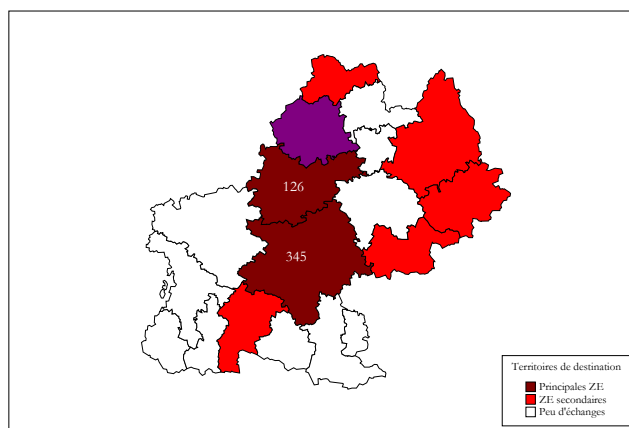 126
345
Territoires de destination
Principales ZE
ZE secondaires
Peu d'échanges